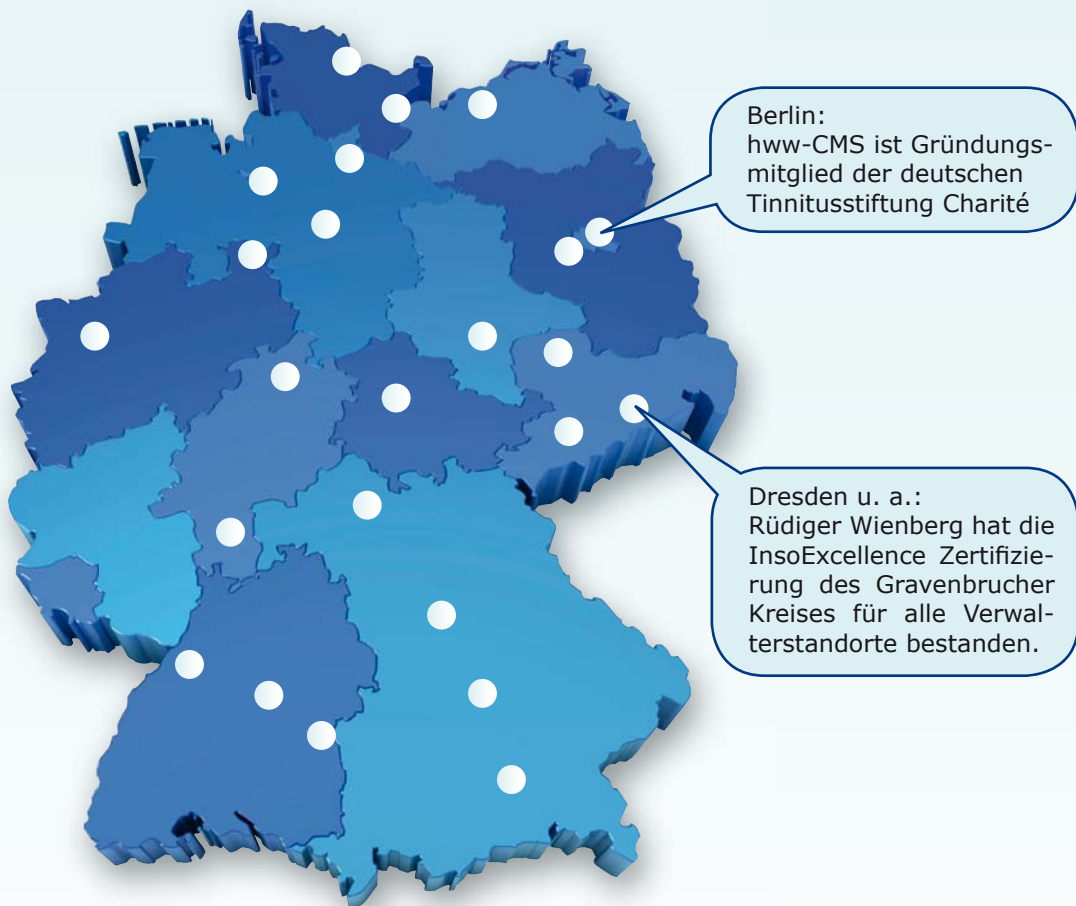 Berlin:
hww-CMS ist Gründungs-
mitglied der deutschen
Tinnitusstiftung Charité
Dresden u. a.:
Rüdiger Wienberg hat die
InsoExcellence Zertifizie-
rung des Gravenbrucher
Kreises für alle Verwal-
terstandorte bestanden.